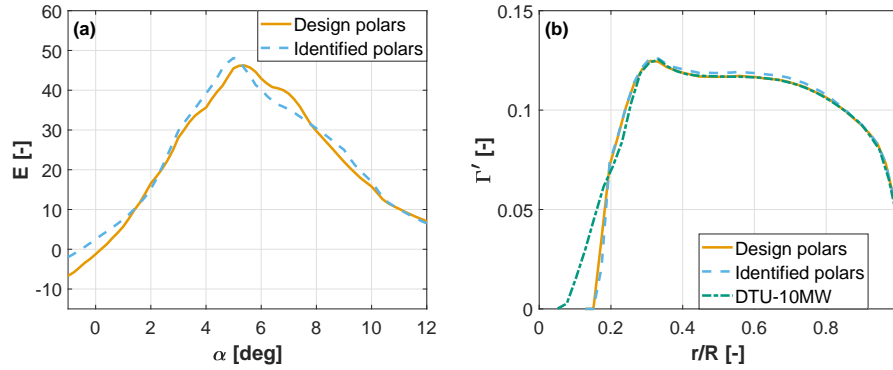 (a)
Design polars
Identified polars
60
50
40
30
20
10
0
-10
E [-]
0
2
4
6
8
10
12
α [deg]
(b)
0.15
0.1
0.05
0
Γ′ [-]
Design polars
Identified polars
DTU-10MW
0
0.2
0.4
0.6
0.8
r/R [-]